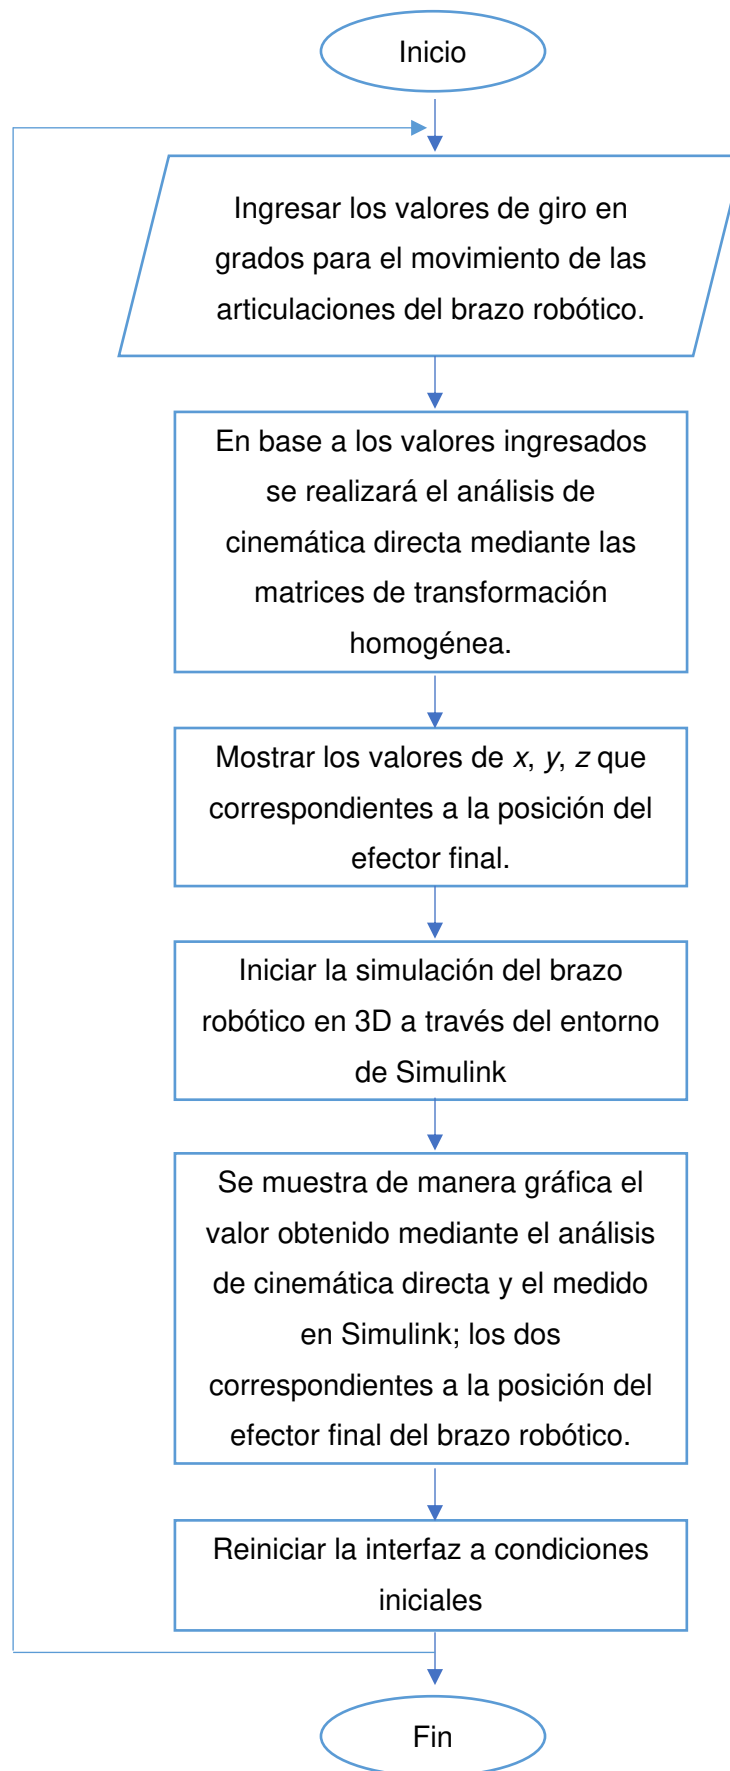 Inicio
Ingresar los valores de giro en
grados para el movimiento de las
articulaciones del brazo robótico.
En base a los valores ingresados
se realizará el análisis de
cinemática directa mediante las
matrices de transformación
homogénea.
Mostrar los valores de x, y, z que
correspondientes a la posición del
efector final.
Iniciar la simulación del brazo
robótico en 3D a través del entorno
de Simulink
Se muestra de manera gráfica el
valor obtenido mediante el análisis
de cinemática directa y el medido
en Simulink; los dos
correspondientes a la posición del
efector final del brazo robótico.
Reiniciar la interfaz a condiciones
iniciales
Fin